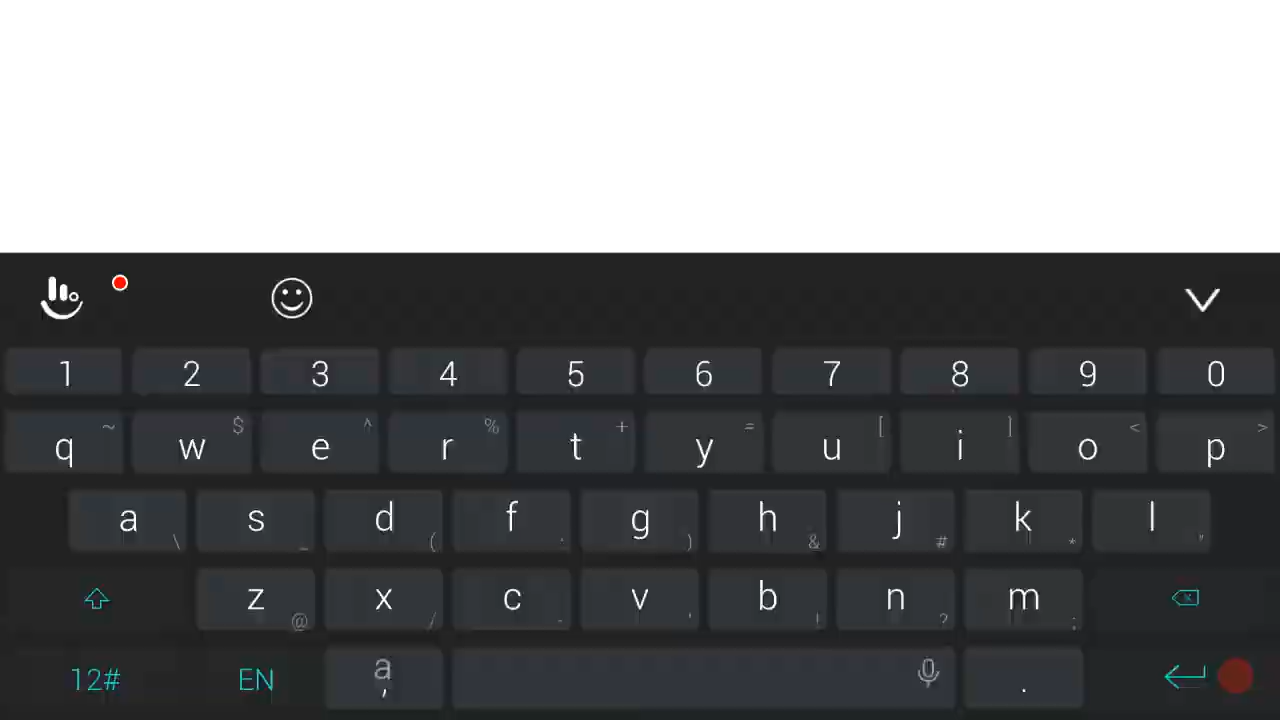 1 2 3 4 5 6 7 8 9 0
q ~ w $ e ^ r % t + y = u [ i ] o < p >
a \ s _ d ( f g ) h & j # k * l "
z @ x / c - v ' b ! n ? m ;
12# EN a , .